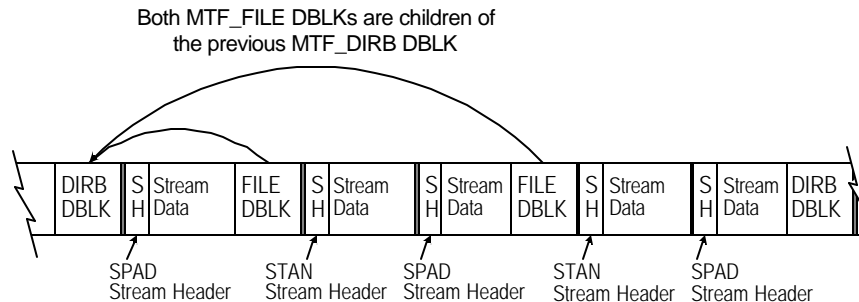 Both MTF_FILE DBLKs are children of
the previous MTF_DIRB DBLK
DIRB
DBLK
S
H
Stream
Data
FILE
DBLK
S
H
Stream
Data
S
H
Stream
Data
FILE
DBLK
S
H
Stream
Data
S
H
Stream
Data
DIRB
DBLK
SPAD
Stream Header
STAN
Stream Header
SPAD
Stream Header
STAN
Stream Header
SPAD
Stream Header